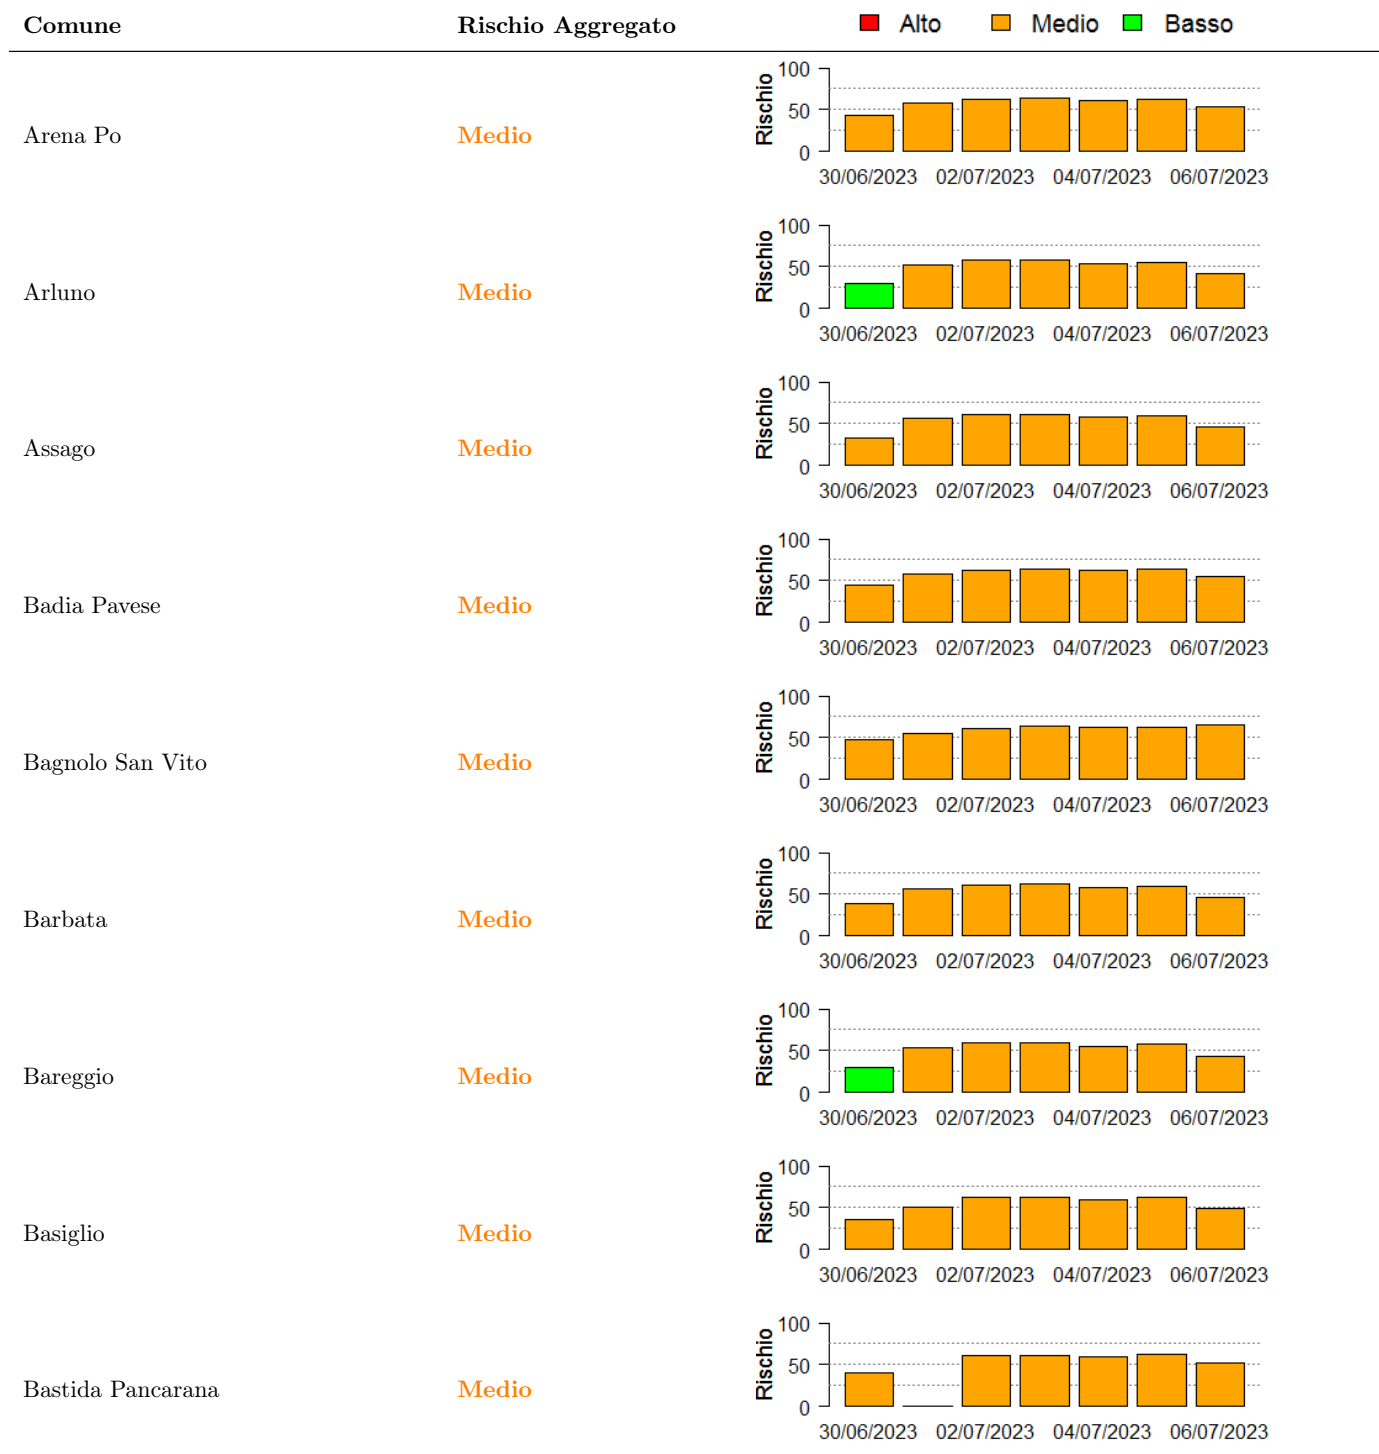 Comune Rischio Aggregato Alto Medio Basso
Arena Po Medio
Rischio
100
50
0
30/06/2023 02/07/2023 04/07/2023 06/07/2023
Arluno Medio
Rischio
100
50
0
30/06/2023 02/07/2023 04/07/2023 06/07/2023
Assago Medio
Rischio
100
50
0
30/06/2023 02/07/2023 04/07/2023 06/07/2023
Badia Pavese Medio
Rischio
100
50
0
30/06/2023 02/07/2023 04/07/2023 06/07/2023
Bagnolo San Vito Medio
Rischio
100
50
0
30/06/2023 02/07/2023 04/07/2023 06/07/2023
Barbata Medio
Rischio
100
50
0
30/06/2023 02/07/2023 04/07/2023 06/07/2023
Bareggio Medio
Rischio
100
50
0
30/06/2023 02/07/2023 04/07/2023 06/07/2023
Basiglio Medio
Rischio
100
50
0
30/06/2023 02/07/2023 04/07/2023 06/07/2023
Bastida Pancarana Medio
Rischio
100
50
0
30/06/2023 02/07/2023 04/07/2023 06/07/2023